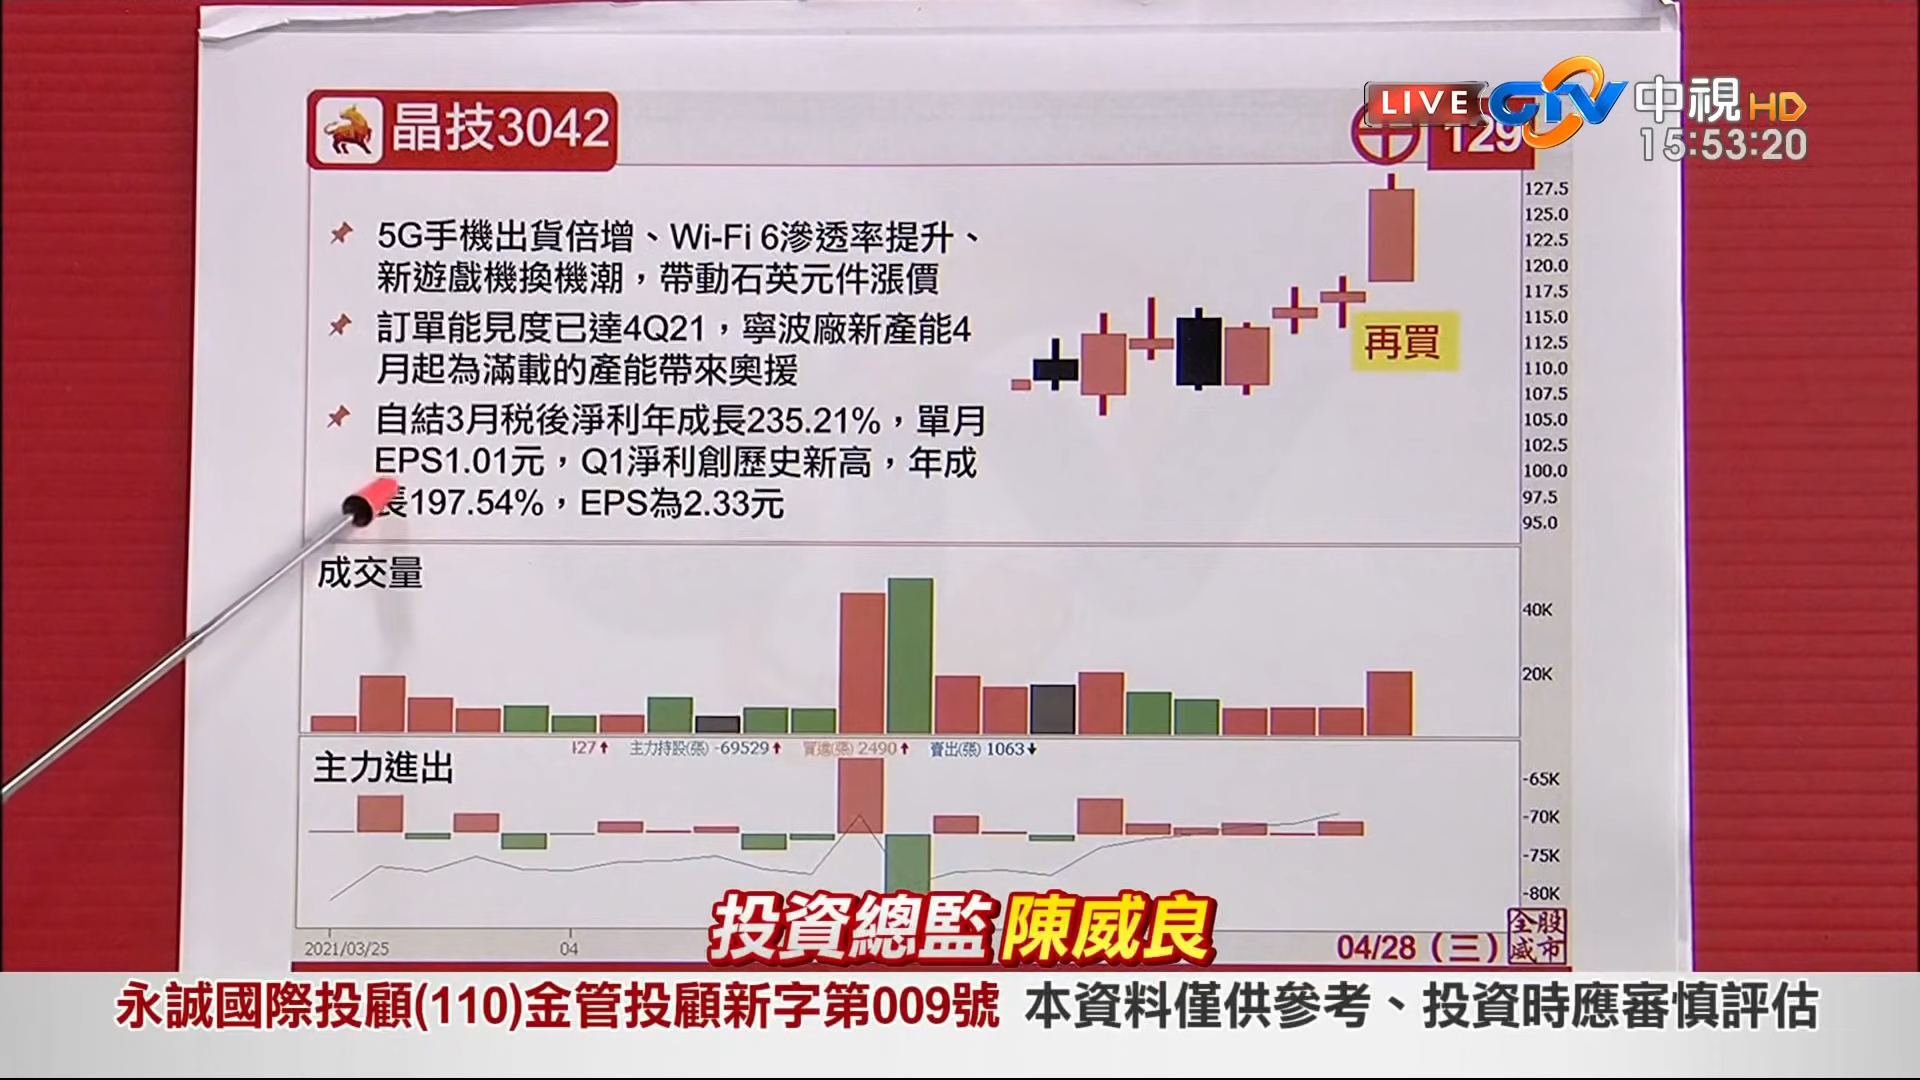 LIVE CTV 中視HD
15:53:20
晶技3042
129
5G手機出貨倍增、Wi-Fi 6滲透率提升、
新遊戲機換機潮，帶動石英元件漲價
訂單能見度已達4Q21，寧波廠新產能4
月起為滿載的產能帶來奧援
自結3月稅後淨利年成長235.21%，單月
EPS1.01元，Q1淨利創歷史新高，年成
長197.54%，EPS為2.33元
再買
127.5
125.0
122.5
120.0
117.5
115.0
112.5
110.0
107.5
105.0
102.5
100.0
97.5
95.0
成交量
40K
20K
主力進出
427↑ 主力持股(張) -69529↑ 買進(張) 2490↑ 賣出(張) 1063↓
-65K
-70K
-75K
-80K
2021/03/25
04
04/28（三）
全股
威市
投資總監 陳威良
永誠國際投顧(110)金管投顧新字第009號 本資料僅供參考、投資時應審慎評估